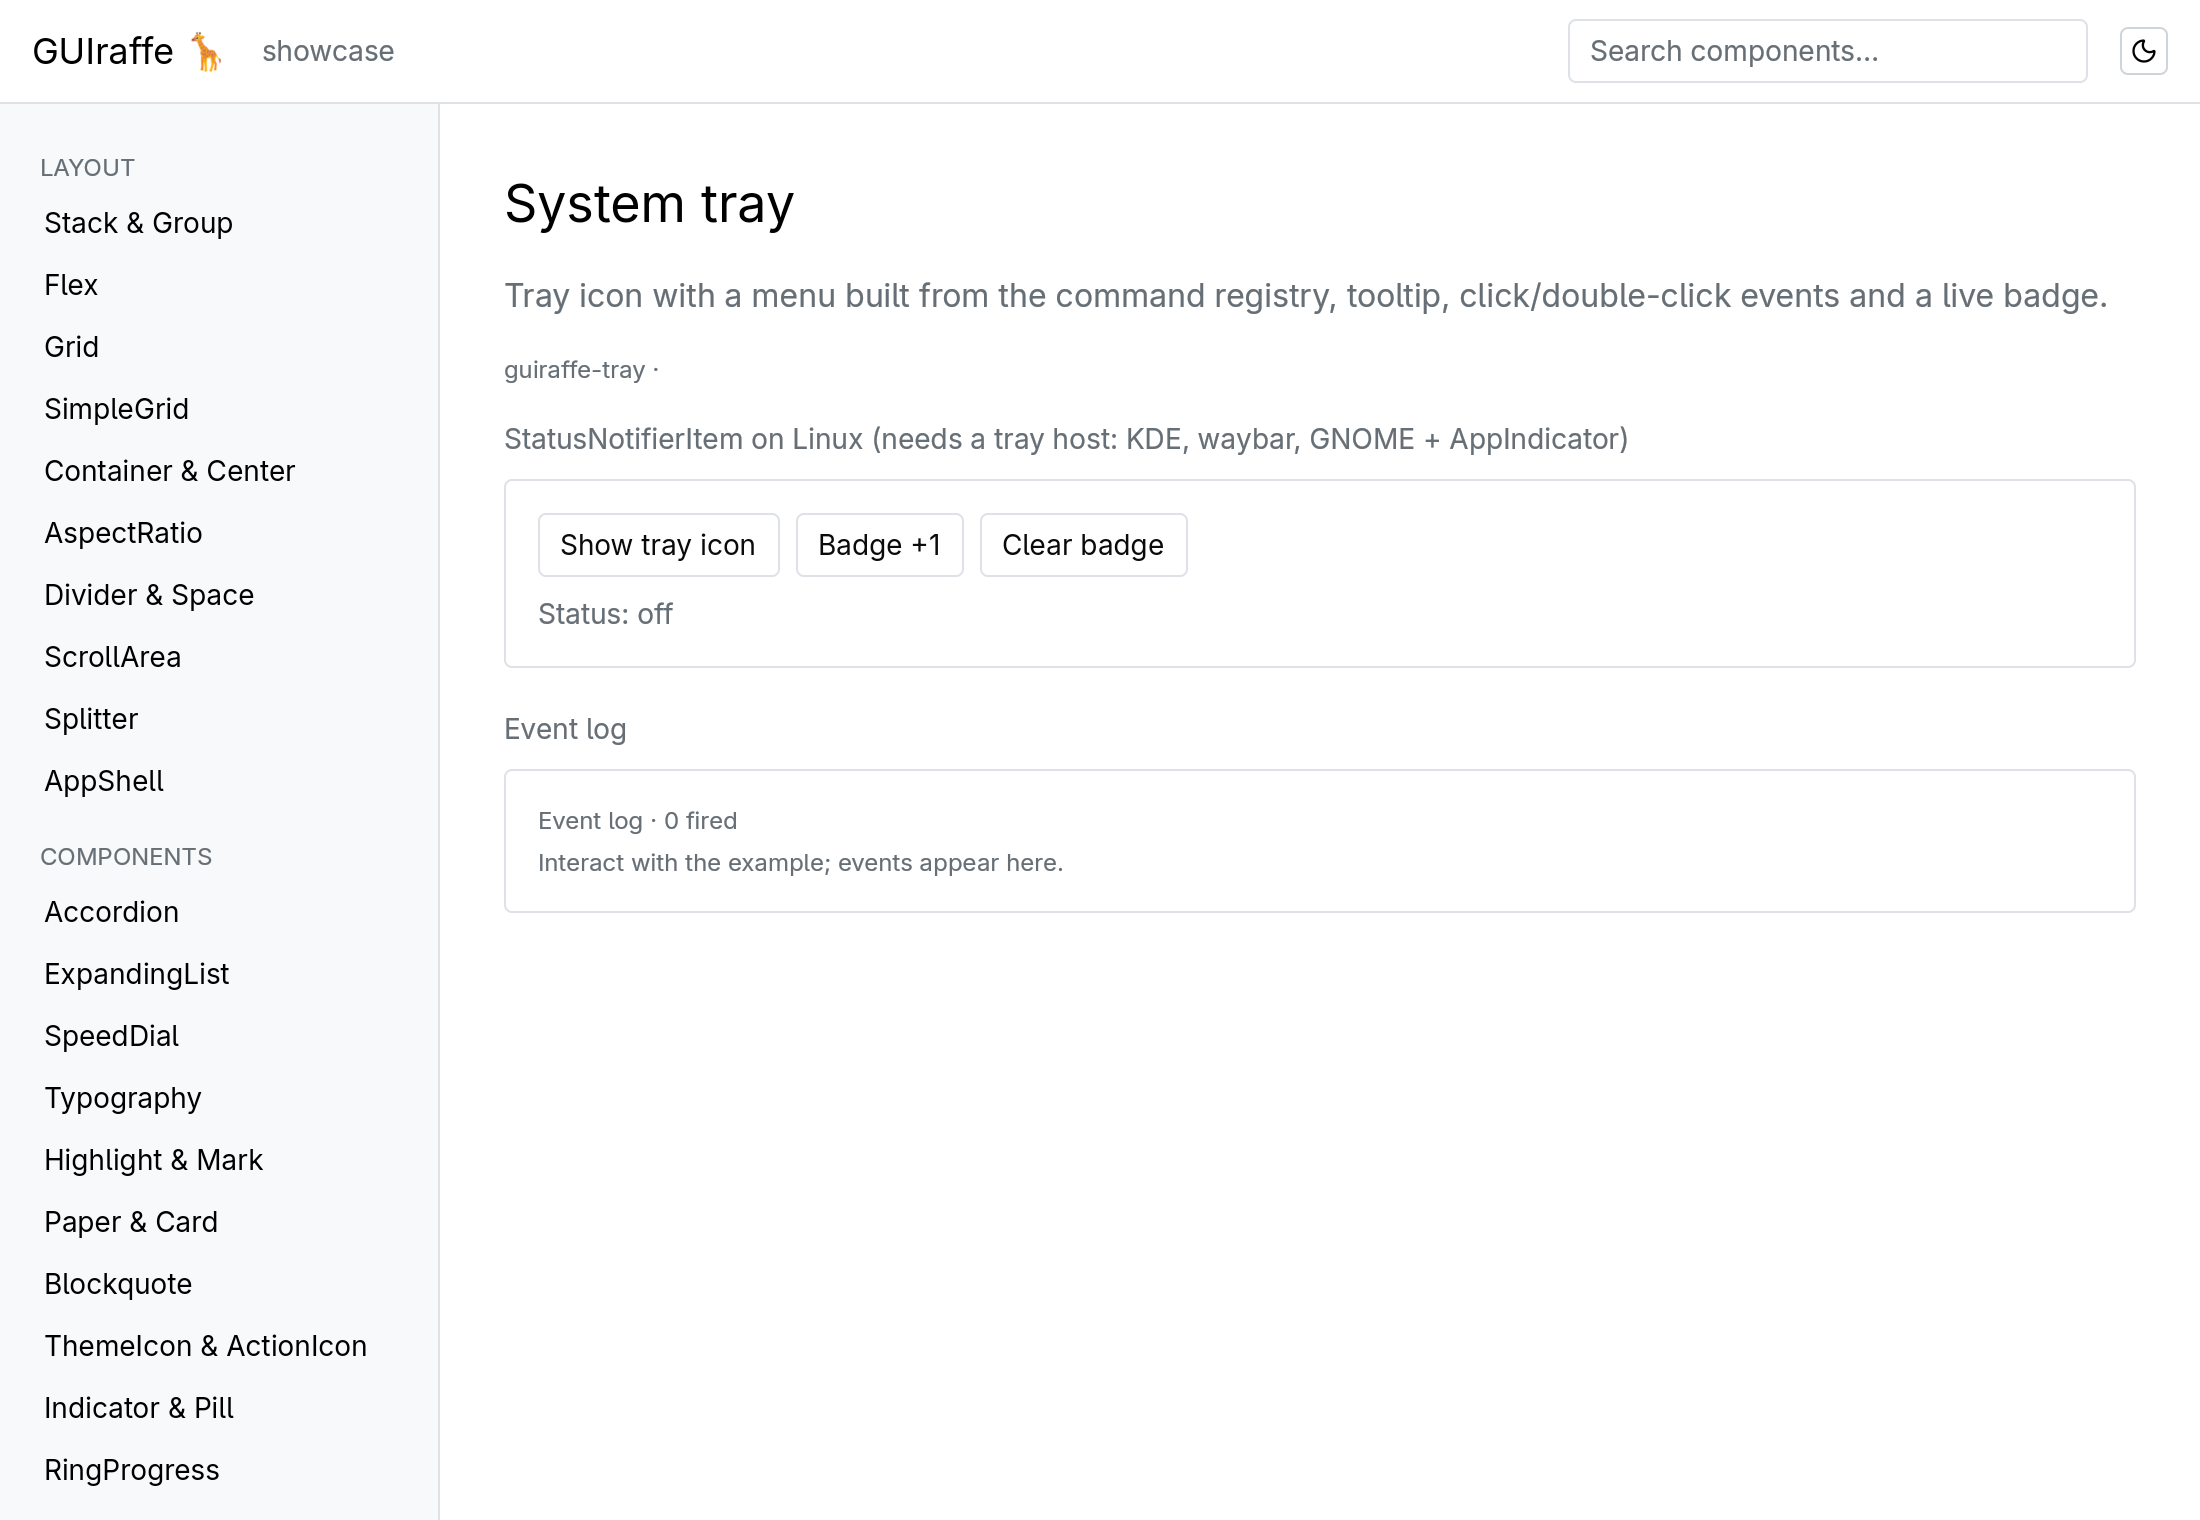 GUIraffe 🦒 showcase
Search components...
LAYOUT
Stack & Group
Flex
Grid
SimpleGrid
Container & Center
AspectRatio
Divider & Space
ScrollArea
Splitter
AppShell
COMPONENTS
Accordion
ExpandingList
SpeedDial
Typography
Highlight & Mark
Paper & Card
Blockquote
ThemeIcon & ActionIcon
Indicator & Pill
RingProgress
System tray
Tray icon with a menu built from the command registry, tooltip, click/double-click events and a live badge.
guiraffe-tray ·
StatusNotifierItem on Linux (needs a tray host: KDE, waybar, GNOME + AppIndicator)
Show tray icon Badge +1 Clear badge
Status: off
Event log
Event log · 0 fired
Interact with the example; events appear here.